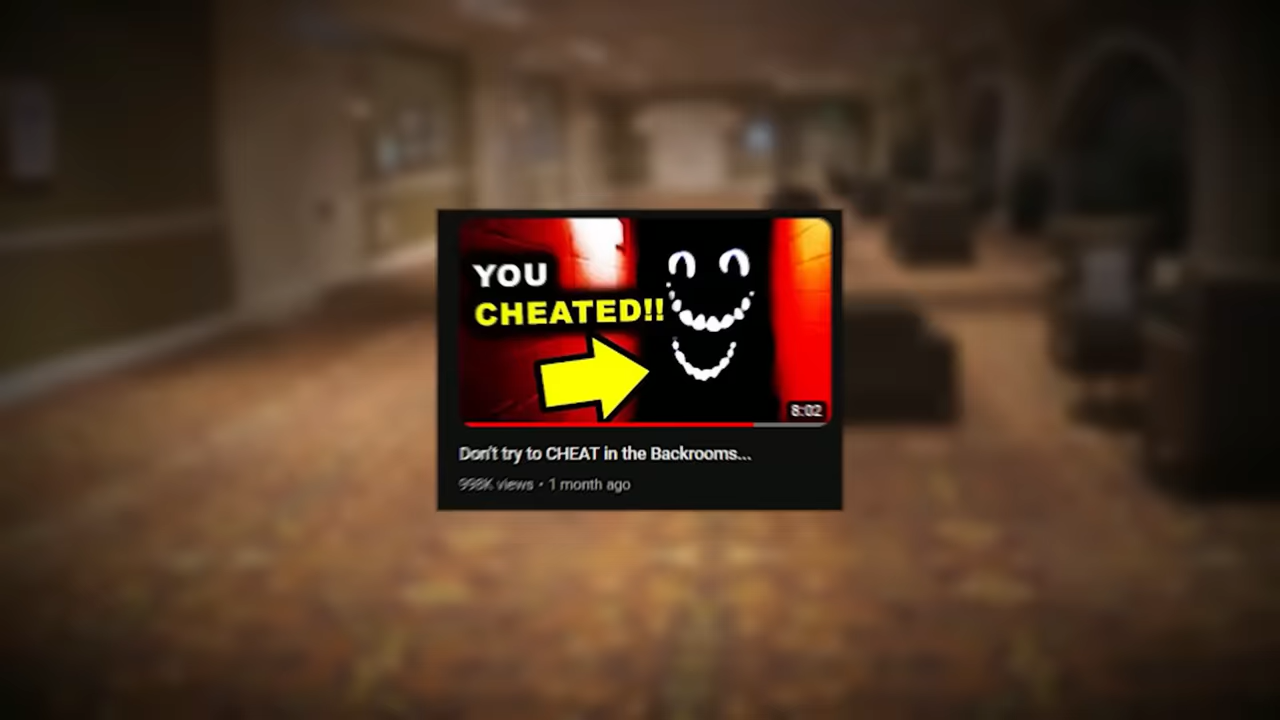 YOU
CHEATED!!
8:02
Don't try to CHEAT in the Backrooms...
998K views • 1 month ago